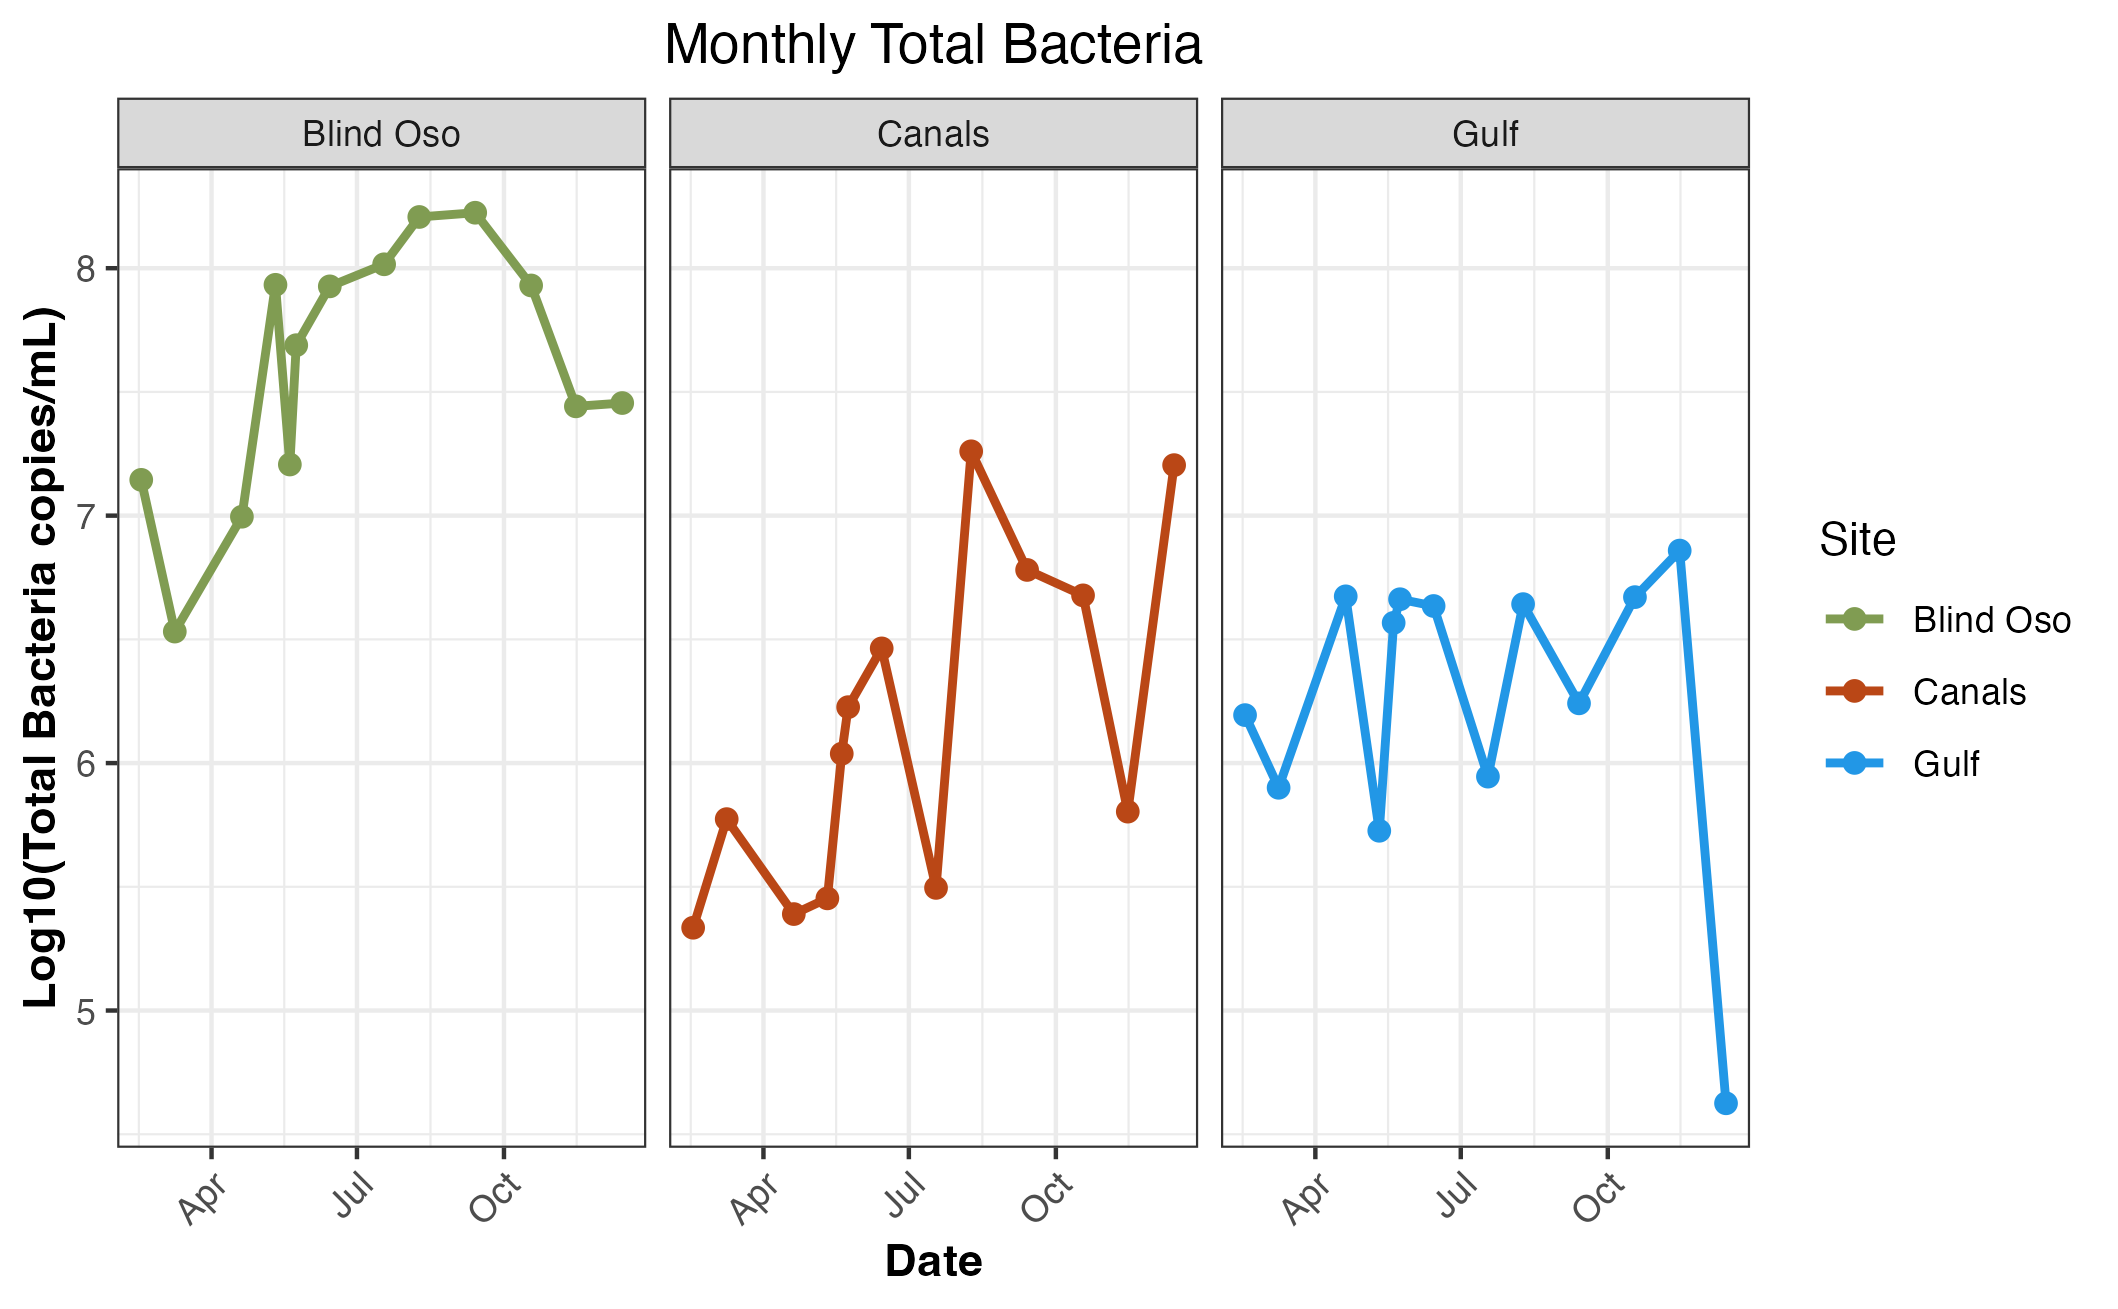 Monthly Total Bacteria
Blind Oso
Canals
Gulf
Log10(Total Bacteria copies/mL)
8
7
6
5
Apr
Jul
Oct
Apr
Jul
Oct
Apr
Jul
Oct
Date
Site
Blind Oso
Canals
Gulf